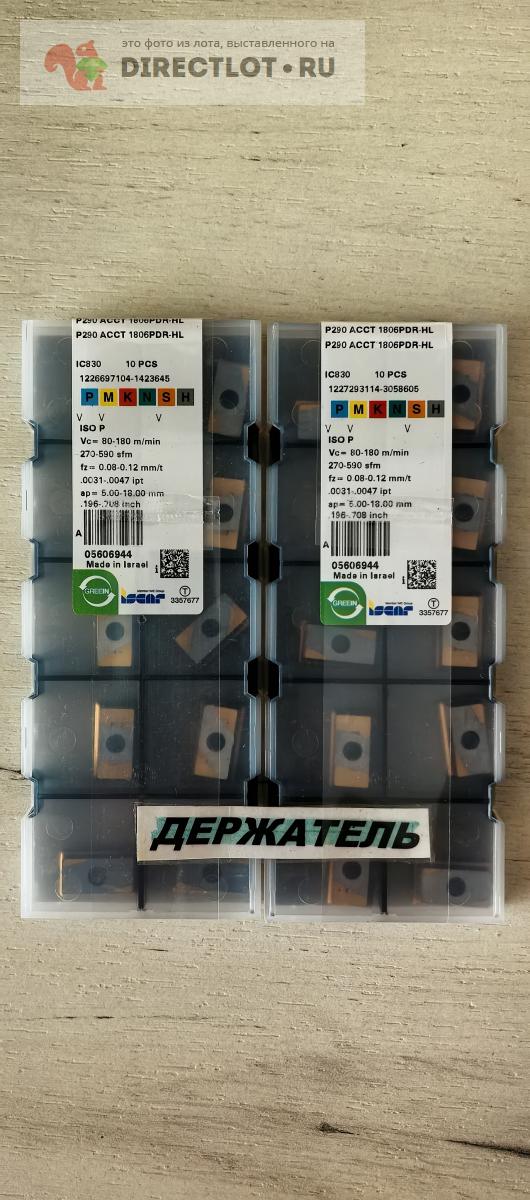 это фото из лота, выставленного на
DIRECTLOT.RU
P290 ACCT 1806PDR-HL
P290 ACCT 1806PDR-HL
IC830 10 PCS
1226697104-1423645
P M K N S H
V V V
ISO P
Vc= 80-180 m/min
270-590 sfm
fz= 0.08-0.12 mm/t
.0031-.0047 ipt
ap= 5.00-18.00 mm
.196-.708 inch
A
05606944
Made in Israel
GREEN
iscar
T
3357677
P290 ACCT 1806PDR-HL
P290 ACCT 1806PDR-HL
IC830 10 PCS
1227293114-3058605
P M K N S H
V V V
ISO P
Vc= 80-180 m/min
270-590 sfm
fz= 0.08-0.12 mm/t
.0031-.0047 ipt
ap= 5.00-18.00 mm
.196-.708 inch
A
05606944
Made in Israel
GREEN
iscar
T
3357677
ДЕРЖАТЕЛЬ